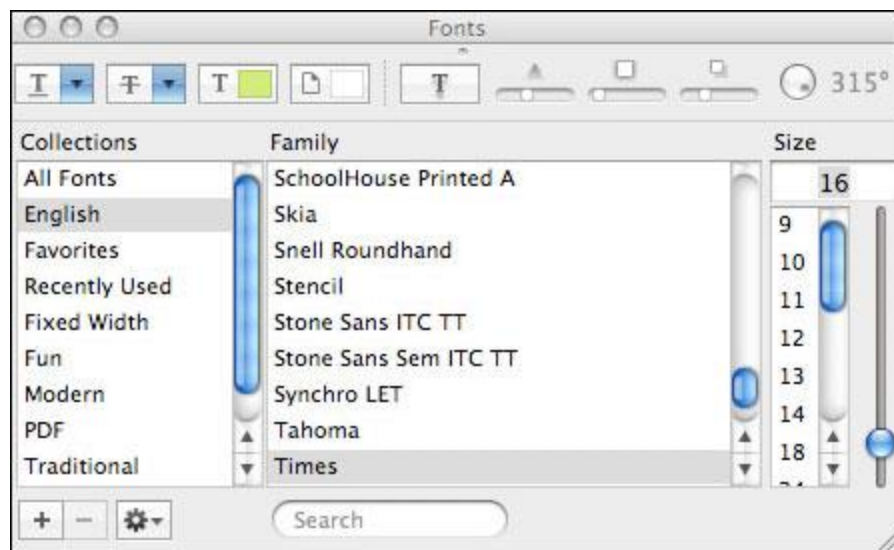 Fonts
T T T T 315°
Collections Family Size
All Fonts
English
Favorites
Recently Used
Fixed Width
Fun
Modern
PDF
Traditional
SchoolHouse Printed A
Skia
Snell Roundhand
Stencil
Stone Sans ITC TT
Stone Sans Sem ITC TT
Synchro LET
Tahoma
Times
16
9
10
11
12
13
14
18
Search